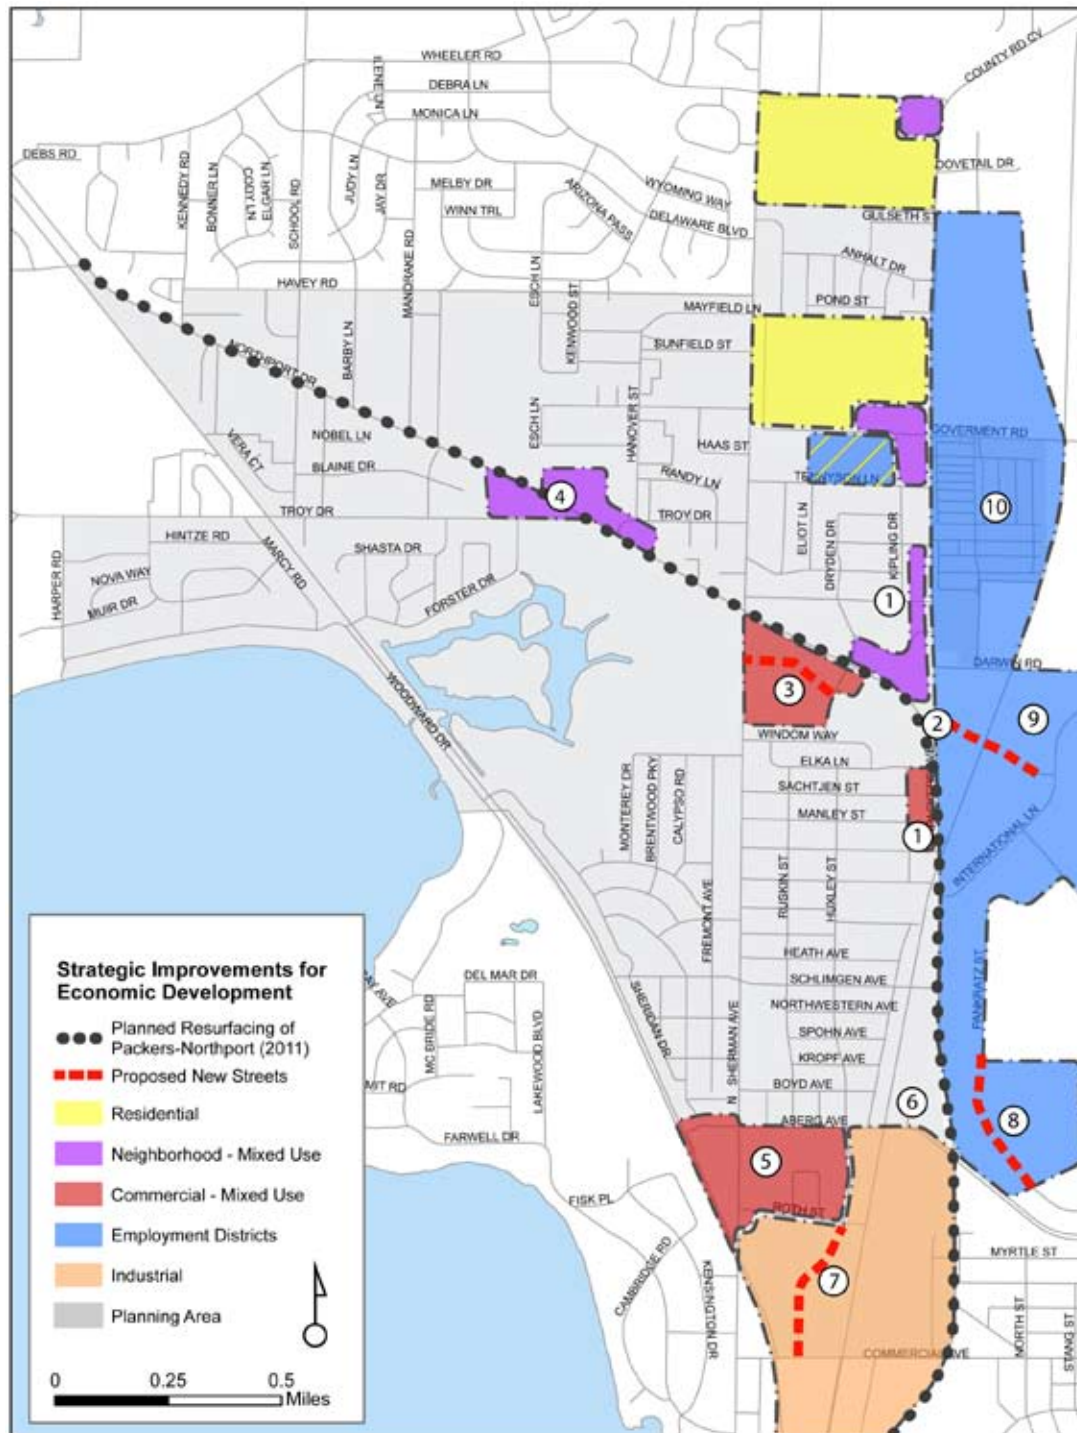 WHEELER RD
COUNTY RD CV
ILENE LN
DEBRA LN
MONICA LN
DEBS RD
KENNEDY RD
BONNER LN
CODY LN
ELGAR LN
SCHOOL RD
JUDY LN
JAY DR
MELBY DR
WINN TRL
ARIZONA PASS
WYOMING WAY
DELAWARE BLVD
DOVETAIL DR
GULSETH S
ANHALT DR
MANDRAKE RD
ESCH LN
HAVEY RD
KENWOOD ST
MAYFIELD LN
POND ST
SUNFIELD ST
NORTHPORT DR
BARBY LN
ESCH LN
HANOVER ST
HAAS ST
GOVERMENT RD
NOBEL LN
VERA CT
BLAINE DR
RANDY LN
TENNYSON LN
4
10
TROY DR
TROY DR
ELIOT LN
DRYDEN DR
KIPLING DR
HINTZE RD
MARCY RD
SHASTA DR
HARPER RD
NOVA WAY
MUIR DR
FORSTER DR
1
DARWIN RD
WOODWARD DR
3
2
9
WINDOM WAY
ELKA LN
SACHTJEN ST
MONTEREY DR
BRENTWOOD PKY
CALYPSO RD
MANLEY ST
1
INTERNATIONAL LN
RUSKIN ST
HUXLEY ST
FREMONT AVE
HEATH AVE
SCHLIMGEN AVE
PANKRATZ ST
DEL MAR DR
SHERIDAN DR
NORTHWESTERN AVE
MC BRIDE RD
LAKEWOOD BLVD
N SHERMAN AVE
SPOHN AVE
KROPF AVE
BOYD AVE
6
ABERG AVE
8
FARWELL DR
5
FISK PL
ROTH ST
CAMBRIDGE RD
KENSINGTON DR
7
MYRTLE ST
NORTH ST
STANG ST
COMMERCIAL AVE
Strategic Improvements for
Economic Development
Planned Resurfacing of
Packers-Northport (2011)
Proposed New Streets
Residential
Neighborhood - Mixed Use
Commercial - Mixed Use
Employment Districts
Industrial
Planning Area
0 0.25 0.5
Miles